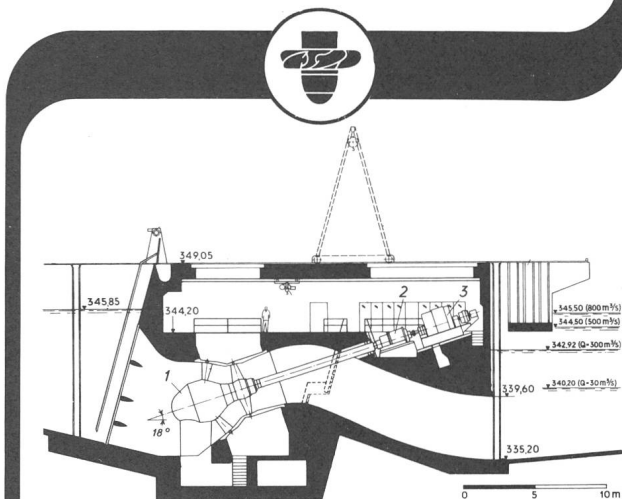 349,05
345,85
344,20
2
3
345,50 (800 m³/s)
344,50 (500 m³/s)
342,92 (Q=300 m³/s)
340,20 (Q=30 m³/s)
339,60
1
18°
335,20
0 5 10 m